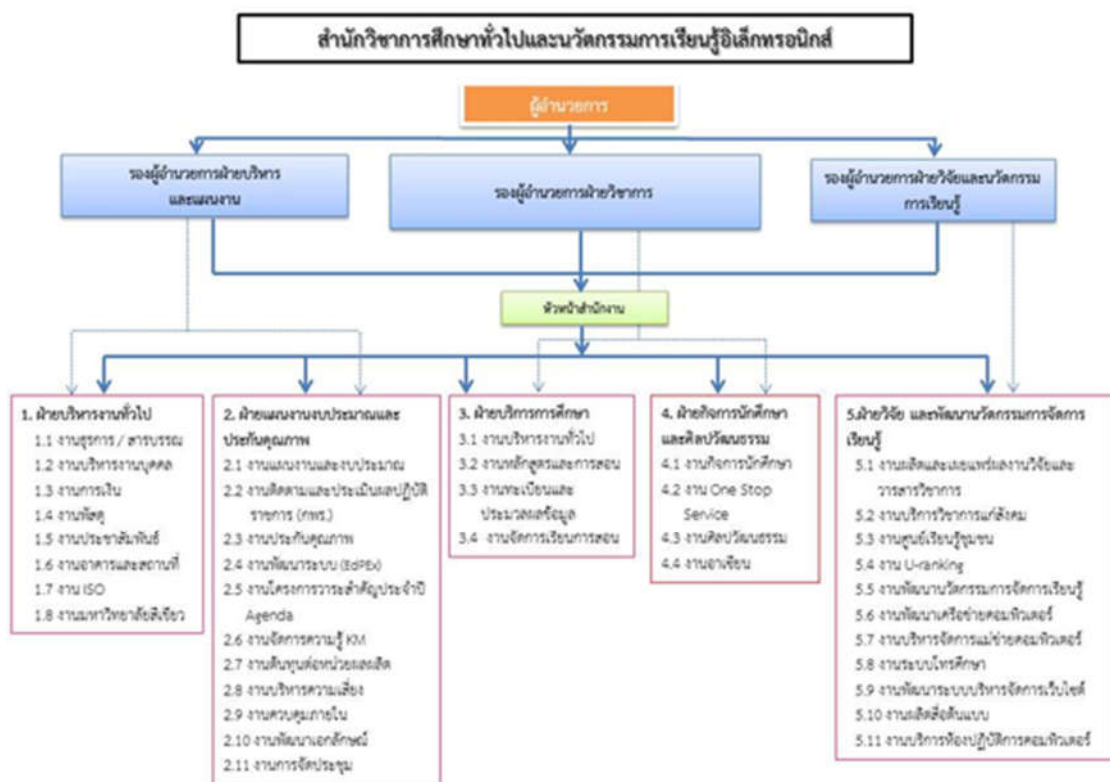 สำนักวิชาการศึกษาทั่วไปและนวัตกรรมการเรียนรู้อิเล็กทรอนิกส์
ผู้อำนวยการ
รองผู้อำนวยการฝ่ายบริหาร
และแผนงาน
รองผู้อำนวยการฝ่ายวิชาการ
รองผู้อำนวยการฝ่ายวิจัยและนวัตกรรม
การเรียนรู้
หัวหน้าสำนักงาน
1. ฝ่ายบริหารงานทั่วไป
1.1 งานธุรการ / สารบรรณ
1.2 งานบริหารงานบุคคล
1.3 งานการเงิน
1.4 งานพัสดุ
1.5 งานประชาสัมพันธ์
1.6 งานอาคารและสถานที่
1.7 งาน ISO
1.8 งานมหาวิทยาลัยสีเขียว
2. ฝ่ายแผนงานงบประมาณและ
ประกันคุณภาพ
2.1 งานแผนงานและงบประมาณ
2.2 งานติดตามและประเมินผลปฏิบัติ
ราชการ (กพร.)
2.3 งานประกันคุณภาพ
2.4 งานพัฒนาระบบ (EdPEx)
2.5 งานโครงการวาระสำคัญประจำปี
Agenda
2.6 งานจัดการความรู้ KM
2.7 งานต้นทุนต่อหน่วยผลผลิต
2.8 งานบริหารความเสี่ยง
2.9 งานควบคุมภายใน
2.10 งานพัฒนาเอกลักษณ์
2.11 งานการจัดประชุม
3. ฝ่ายบริการการศึกษา
3.1 งานบริหารงานทั่วไป
3.2 งานหลักสูตรและการสอน
3.3 งานทะเบียนและ
ประมวลผลข้อมูล
3.4 งานจัดการเรียนการสอน
4. ฝ่ายกิจการนักศึกษา
และศิลปวัฒนธรรม
4.1 งานกิจการนักศึกษา
4.2 งาน One Stop
Service
4.3 งานศิลปวัฒนธรรม
4.4 งานอาเซียน
5.ฝ่ายวิจัย และพัฒนานวัตกรรมการจัดการ
เรียนรู้
5.1 งานผลิตและเผยแพร่ผลงานวิจัยและ
วารสารวิชาการ
5.2 งานบริการวิชาการแก่สังคม
5.3 งานศูนย์เรียนรู้ชุมชน
5.4 งาน U-ranking
5.5 งานพัฒนานวัตกรรมการจัดการเรียนรู้
5.6 งานพัฒนาเครือข่ายคอมพิวเตอร์
5.7 งานบริหารจัดการแม่ข่ายคอมพิวเตอร์
5.8 งานระบบโทรศึกษา
5.9 งานพัฒนาระบบบริหารจัดการเว็บไซต์
5.10 งานผลิตสื่อต้นแบบ
5.11 งานบริการห้องปฏิบัติการคอมพิวเตอร์